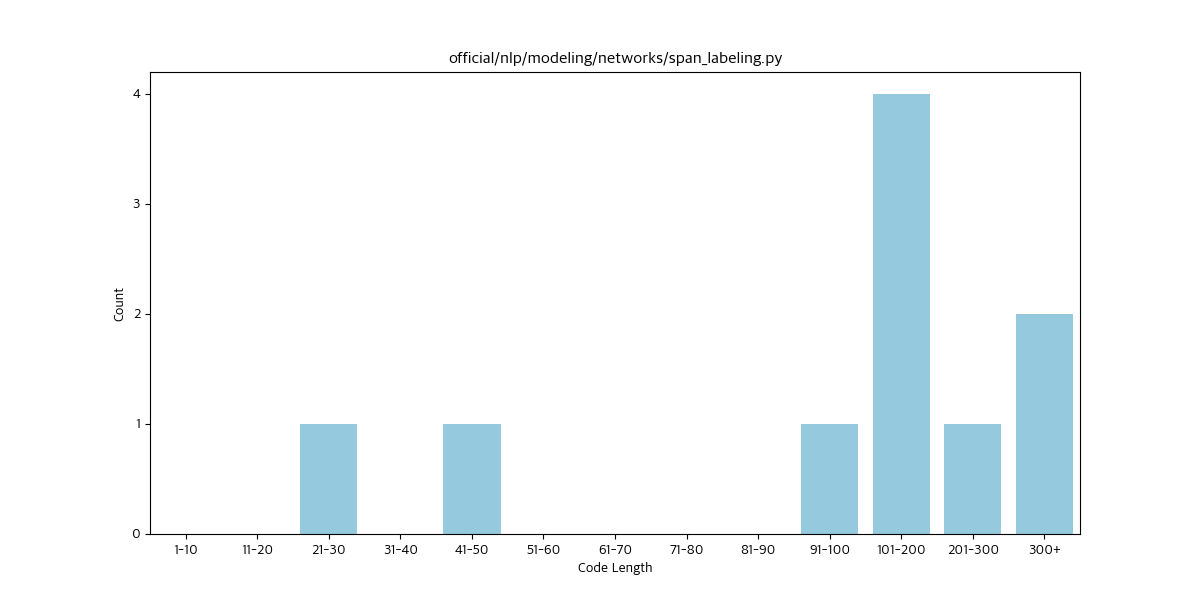 official/nlp/modeling/networks/span_labeling.py
Count
4
3
2
1
0
1-10 11-20 21-30 31-40 41-50 51-60 61-70 71-80 81-90 91-100 101-200 201-300 300+
Code Length